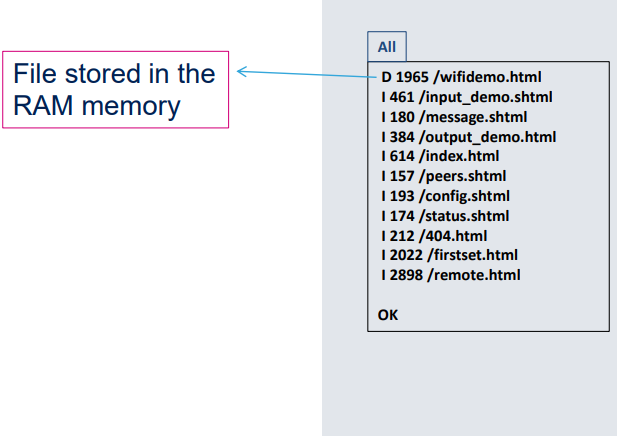 File stored in the
RAM memory
All
D 1965 /wifidemo.html
I 461 /input_demo.shtml
I 180 /message.shtml
I 384 /output_demo.html
I 614 /index.html
I 157 /peers.shtml
I 193 /config.shtml
I 174 /status.shtml
I 212 /404.html
I 2022 /firstset.html
I 2898 /remote.html
OK